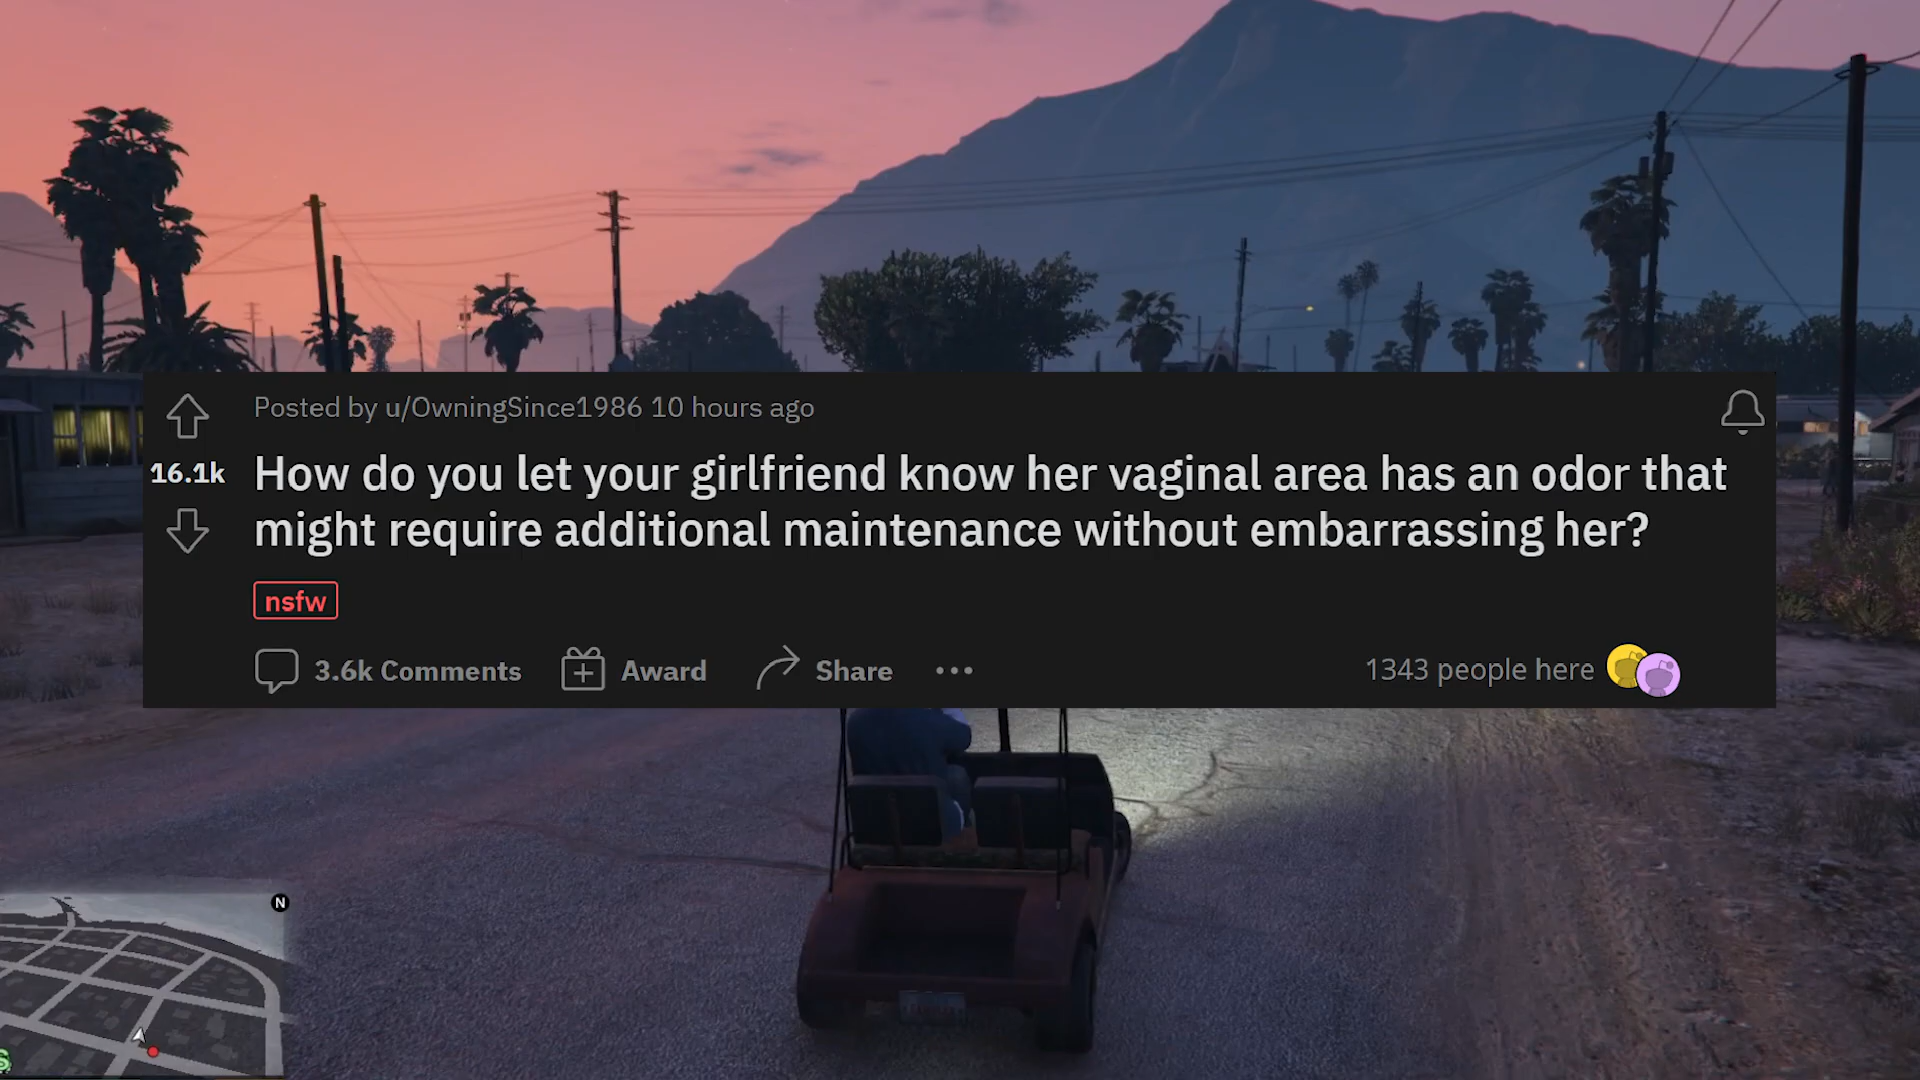 Posted by u/OwningSince1986 10 hours ago
16.1k
How do you let your girlfriend know her vaginal area has an odor that
might require additional maintenance without embarrassing her?
nsfw
3.6k Comments Award Share ••• 1343 people here
N